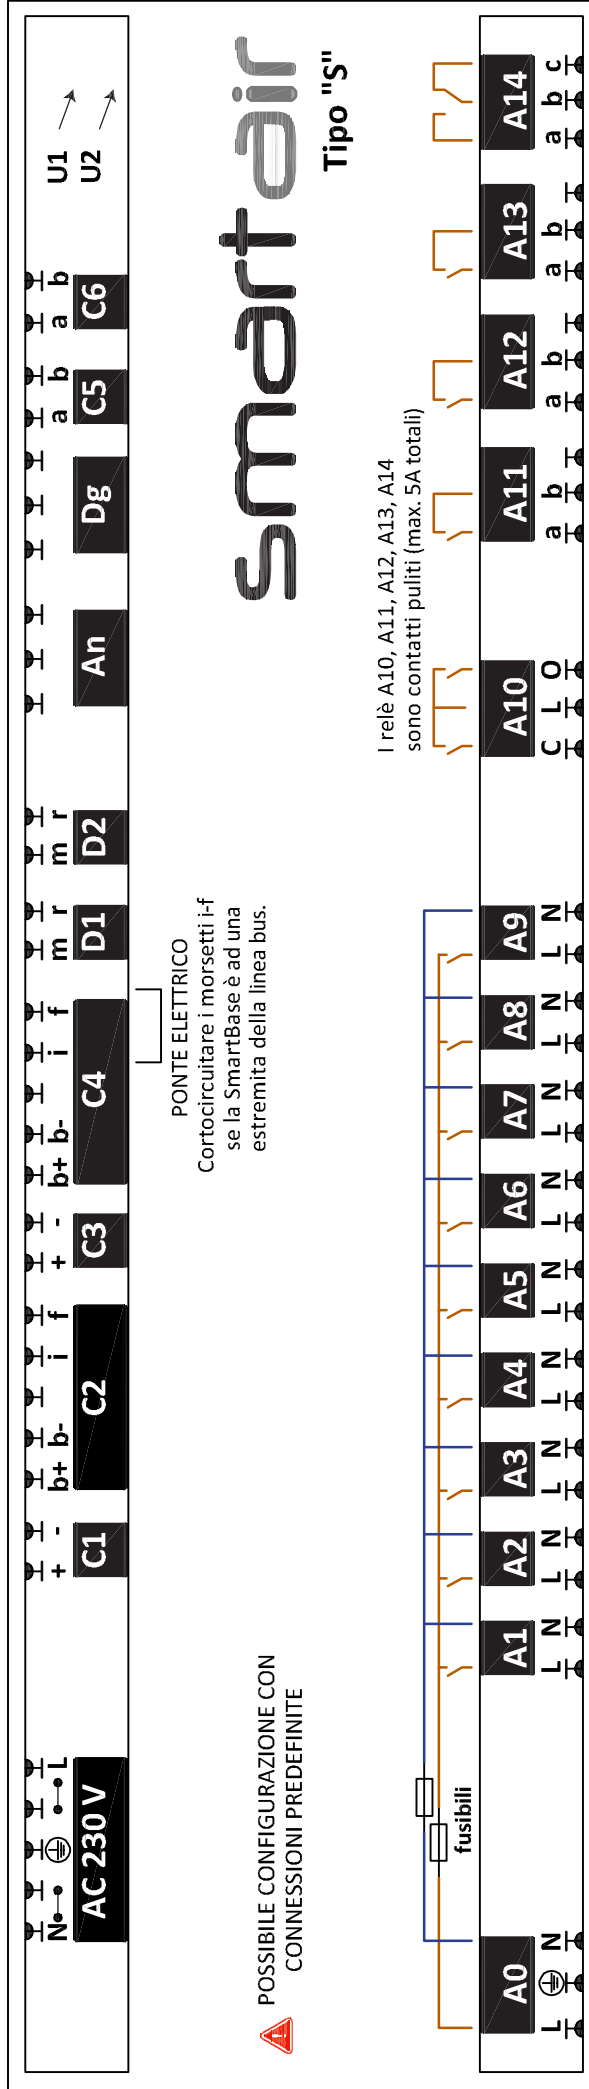 N L + - b+ b- i f + - b+ b- i f m r m r a b a b U1
AC 230 V C1 C2 C3 C4 D1 D2 An Dg C5 C6 U2
PONTE ELETTRICO
Cortocircuitare i morsetti i-f
se la SmartBase è ad una
estremita della linea bus.
smartair
Tipo "S"
POSSIBILE CONFIGURAZIONE CON
CONNESSIONI PREDEFINITE
I relè A10, A11, A12, A13, A14
sono contatti puliti (max. 5A totali)
fusibili
A0 A1 A2 A3 A4 A5 A6 A7 A8 A9 A10 A11 A12 A13 A14
L N L N L N L N L N L N L N L N L N L N C L O a b a b a b a b c